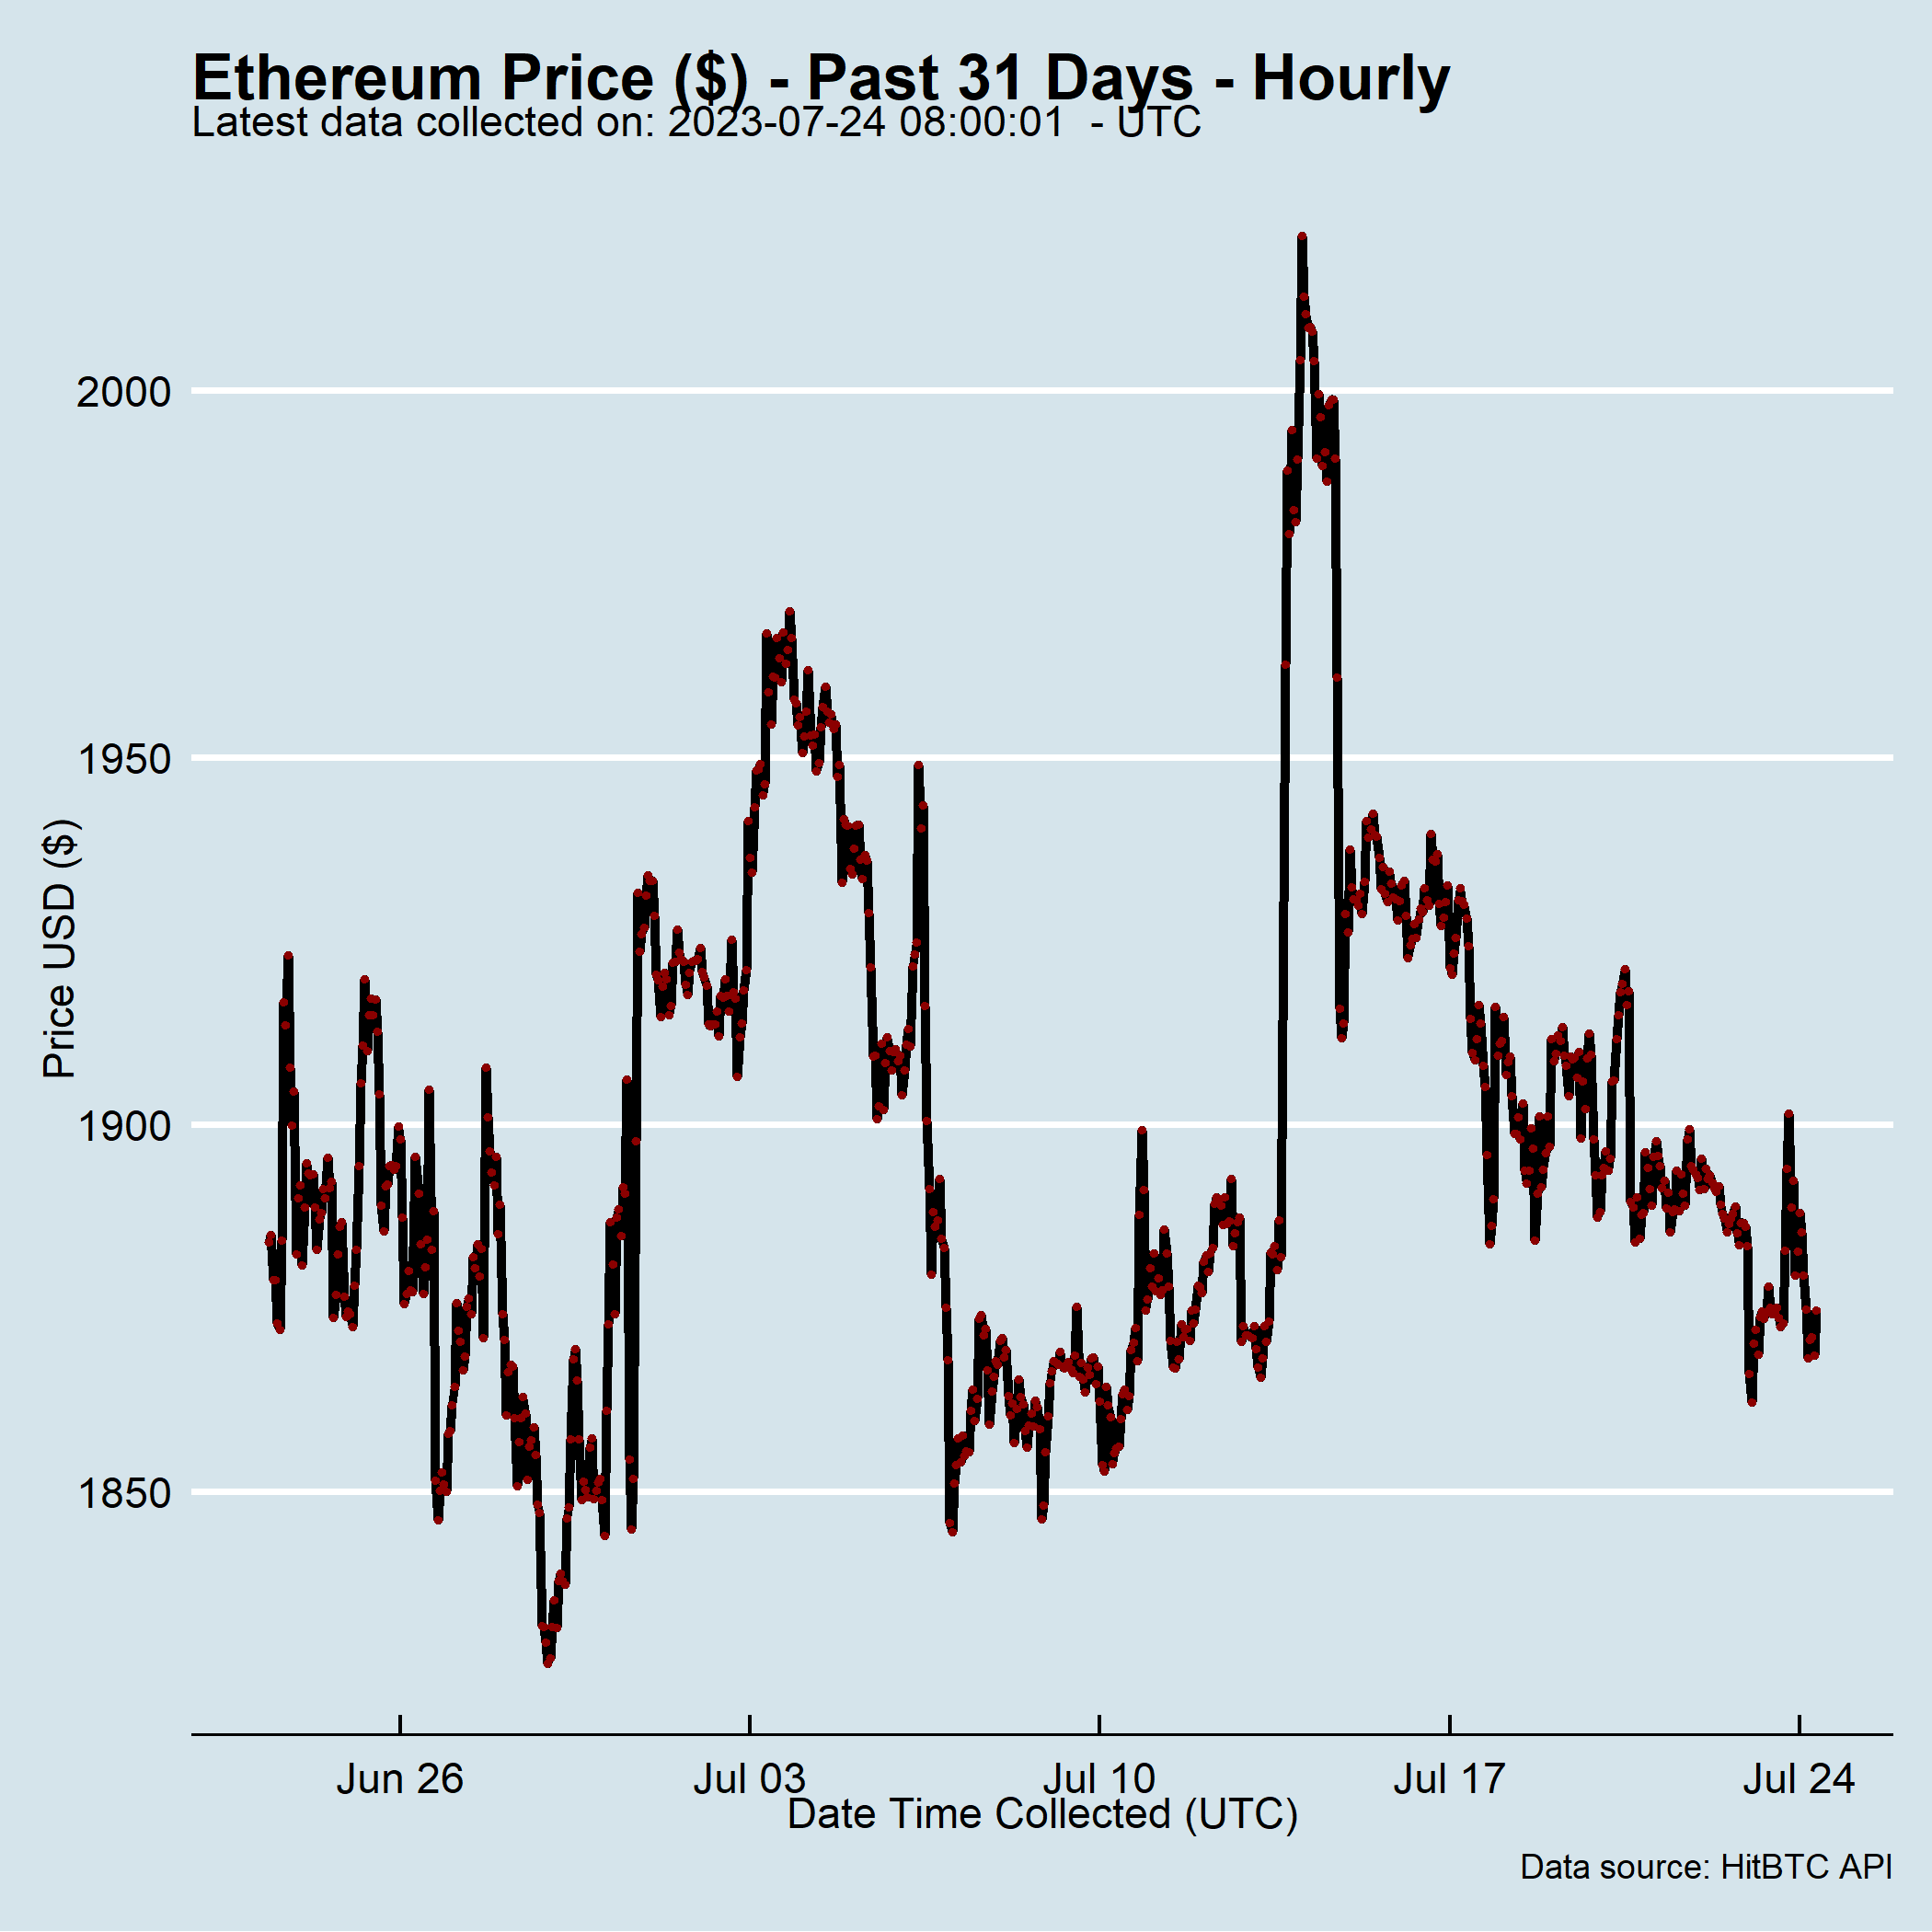 Ethereum Price ($) - Past 31 Days - Hourly
Latest data collected on: 2023-07-24 08:00:01  - UTC
Price USD ($)
2000
1950
1900
1850
Jun 26 Jul 03 Jul 10 Jul 17 Jul 24
Date Time Collected (UTC)
Data source: HitBTC API